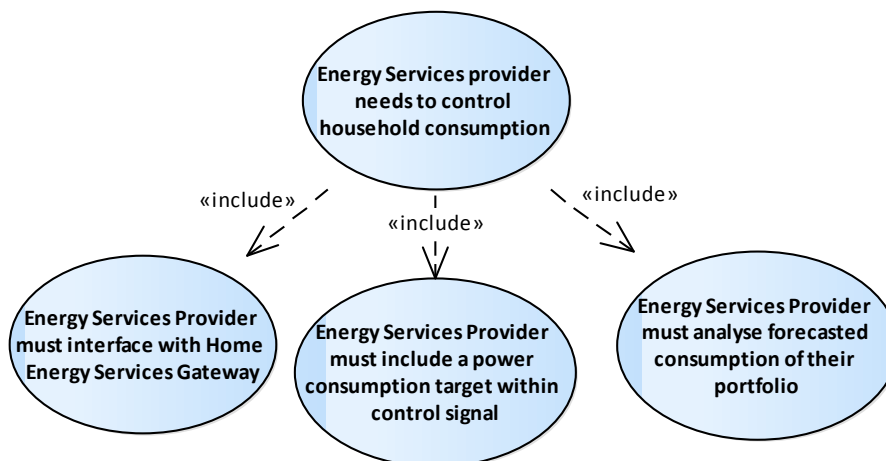 Energy Services provider
needs to control
household consumption
«include»
«include»
«include»
Energy Services Provider
must interface with Home
Energy Services Gateway
Energy Services Provider
must include a power
consumption target within
control signal
Energy Services Provider
must analyse forecasted
consumption of their
portfolio